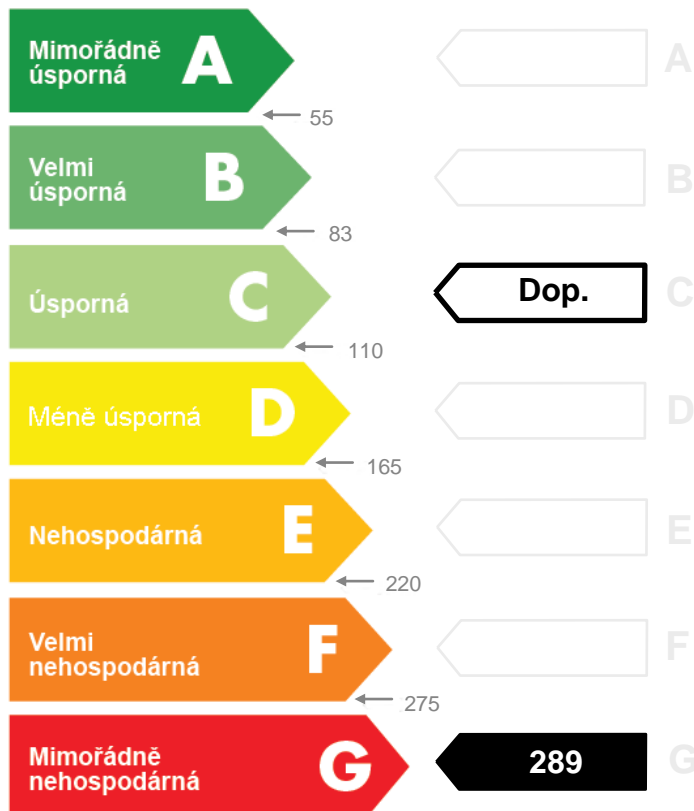 Mimořádně
úsporná
A
A
55
Velmi
úsporná
B
B
83
Úsporná
C
Dop.
C
110
Méně úsporná
D
D
165
Nehospodárná
E
E
220
Velmi
nehospodárná
F
F
275
Mimořádně
nehospodárná
G
289
G